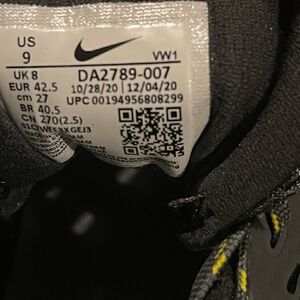 US
9
VW1
UK 8
DA2789-007
EUR 42.5
10/28/20 | 12/04/20
cm 27
UPC 00194956808299
BR 40.5
CN 270(2.5)